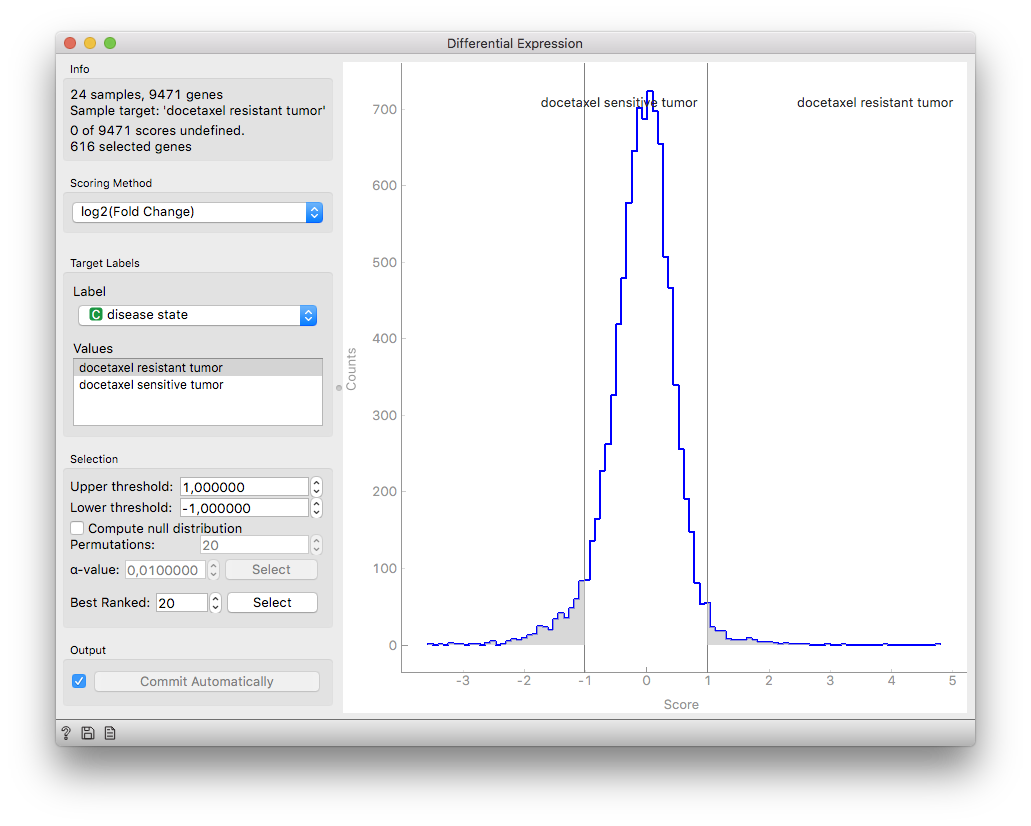 Differential Expression
Info
24 samples, 9471 genes
Sample target: 'docetaxel resistant tumor'
0 of 9471 scores undefined.
616 selected genes
Scoring Method
log2(Fold Change)
Target Labels
Label
C disease state
Values
docetaxel resistant tumor
docetaxel sensitive tumor
Selection
Upper threshold: 1,000000
Lower threshold: -1,000000
Compute null distribution
Permutations: 20
α-value: 0,0100000 Select
Best Ranked: 20 Select
Output
Commit Automatically
?
docetaxel sensitive tumor docetaxel resistant tumor
700
600
500
400
300
200
100
0
Counts
-3 -2 -1 0 1 2 3 4 5
Score